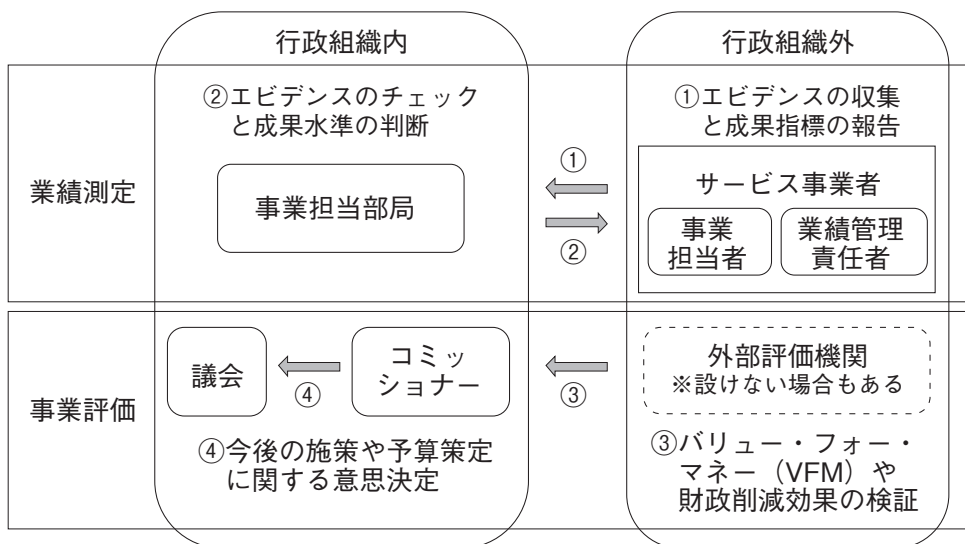 行政組織内
行政組織外
業績測定
②エビデンスのチェック
と成果水準の判断
事業担当部局
①
②
①エビデンスの収集
と成果指標の報告
サービス事業者
事業
担当者
業績管理
責任者
事業評価
議会
④
コミッ
ショナー
③
外部評価機関
※設けない場合もある
④今後の施策や予算策定
に関する意思決定
③バリュー・フォー・
マネー（VFM）や
財政削減効果の検証